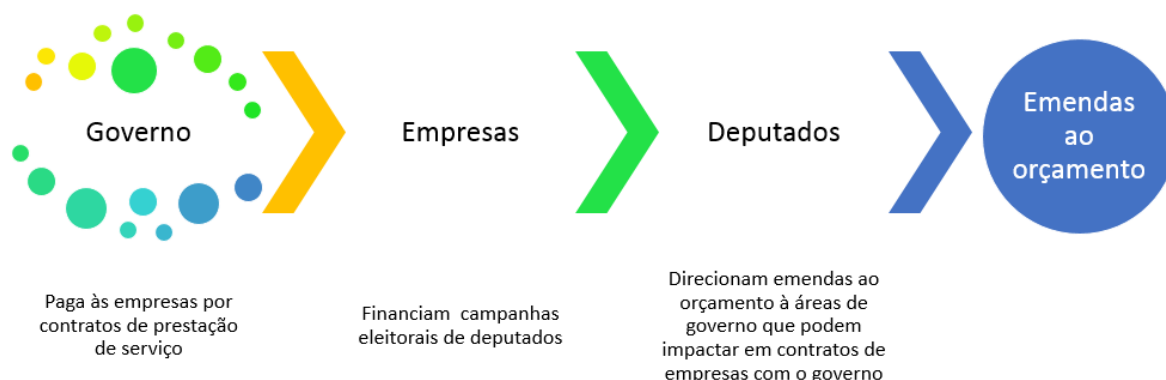 Governo
Empresas
Deputados
Emendas
ao
orçamento
Paga às empresas por
contratos de prestação
de serviço
Financiam campanhas
eleitorais de deputados
Direcionam emendas ao
orçamento à áreas de
governo que podem
impactar em contratos de
empresas com o governo